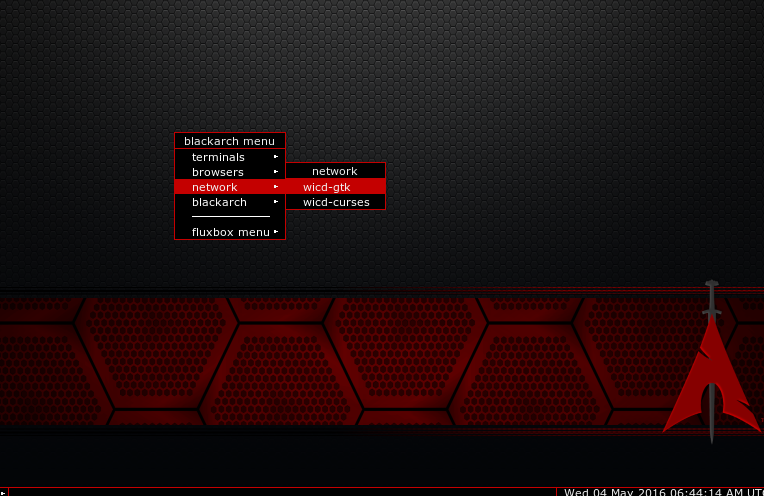 blackarch menu
terminals
browsers
network
network
wicd-gtk
blackarch
wicd-curses
fluxbox menu
Wed 04 May 2016 06:44:14 AM UT